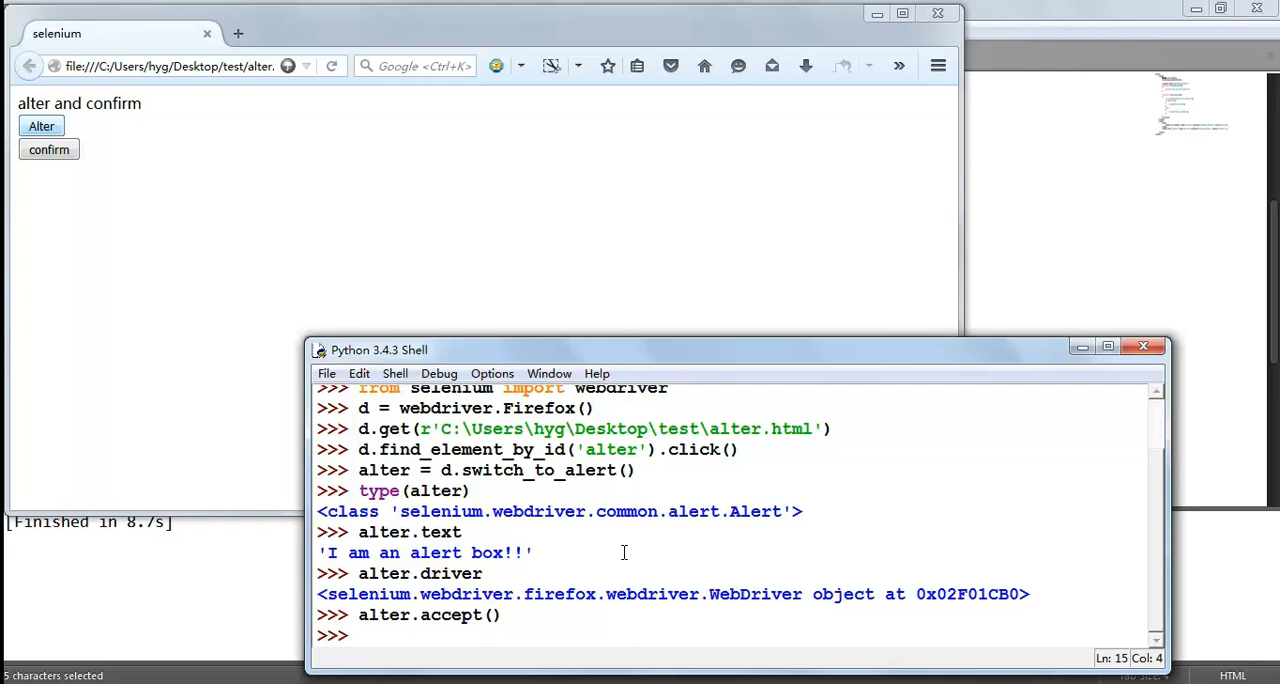 selenium
file:///C:/Users/hyg/Desktop/test/alter.
Google <Ctrl+K>
alter and confirm
Alter
confirm
Python 3.4.3 Shell
File Edit Shell Debug Options Window Help
>>> from selenium import webdriver
>>> d = webdriver.Firefox()
>>> d.get(r'C:\Users\hyg\Desktop\test\alter.html')
>>> d.find_element_by_id('alter').click()
>>> alter = d.switch_to_alert()
>>> type(alter)
<class 'selenium.webdriver.common.alert.Alert'>
>>> alter.text
'I am an alert box!!'
>>> alter.driver
<selenium.webdriver.firefox.webdriver.WebDriver object at 0x02F01CB0>
>>> alter.accept()
>>>
Ln: 15 Col: 4
[Finished in 8.7s]
5 characters selected
Tab Size: 4
HTML